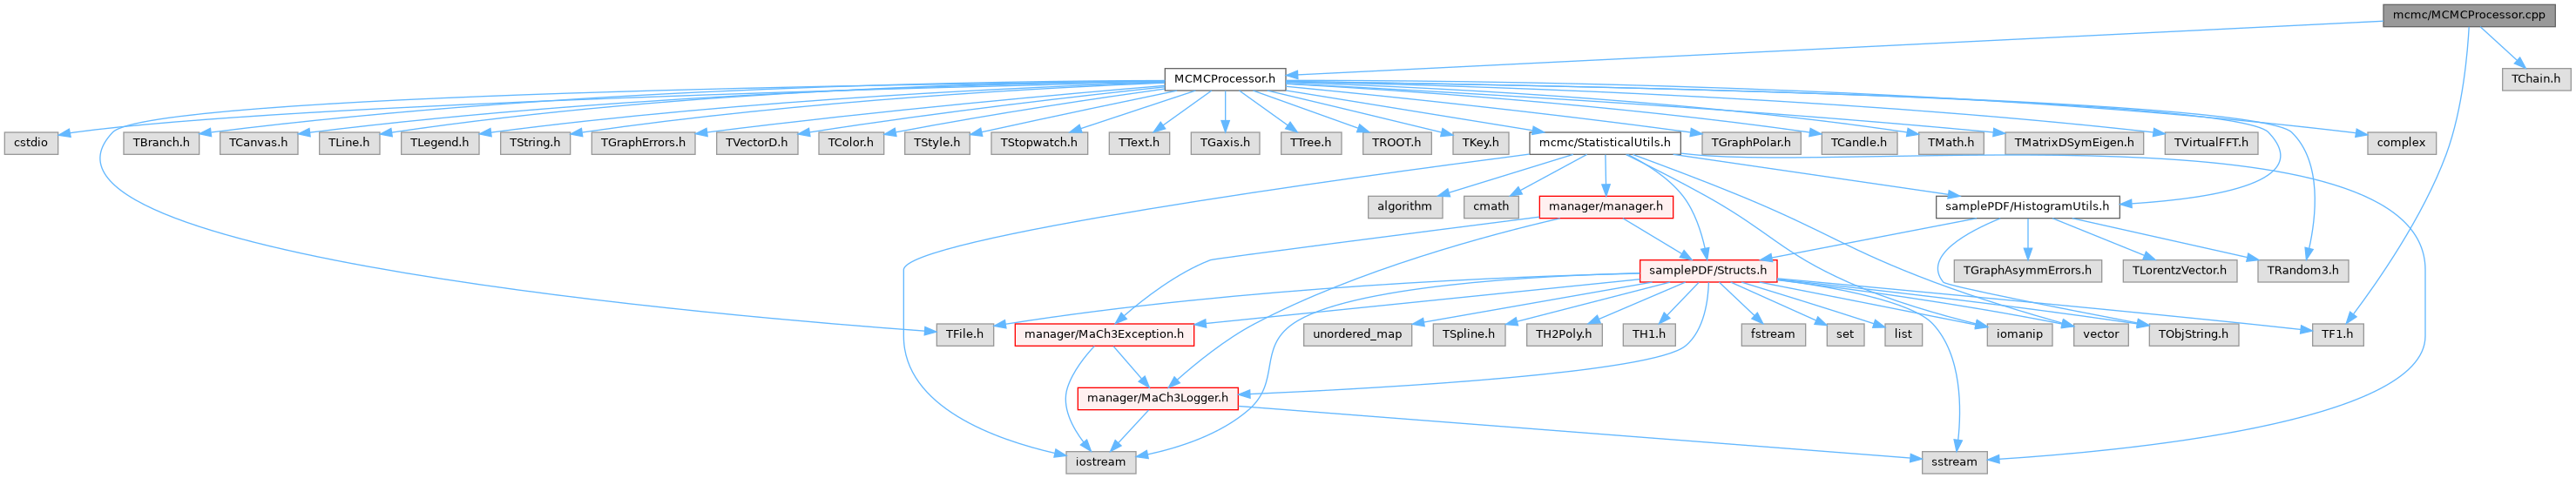 mcmc/MCMCProcessor.cpp
MCMCProcessor.h
TChain.h
cstdio
TBranch.h
TCanvas.h
TLine.h
TLegend.h
TString.h
TGraphErrors.h
TVectorD.h
TColor.h
TStyle.h
TStopwatch.h
TText.h
TGaxis.h
TTree.h
TROOT.h
TKey.h
mcmc/StatisticalUtils.h
TGraphPolar.h
TCandle.h
TMath.h
TMatrixDSymEigen.h
TVirtualFFT.h
complex
algorithm
cmath
manager/manager.h
samplePDF/HistogramUtils.h
samplePDF/Structs.h
TGraphAsymmErrors.h
TLorentzVector.h
TRandom3.h
TFile.h
manager/MaCh3Exception.h
unordered_map
TSpline.h
TH2Poly.h
TH1.h
fstream
set
list
iomanip
vector
TObjString.h
TF1.h
manager/MaCh3Logger.h
iostream
sstream